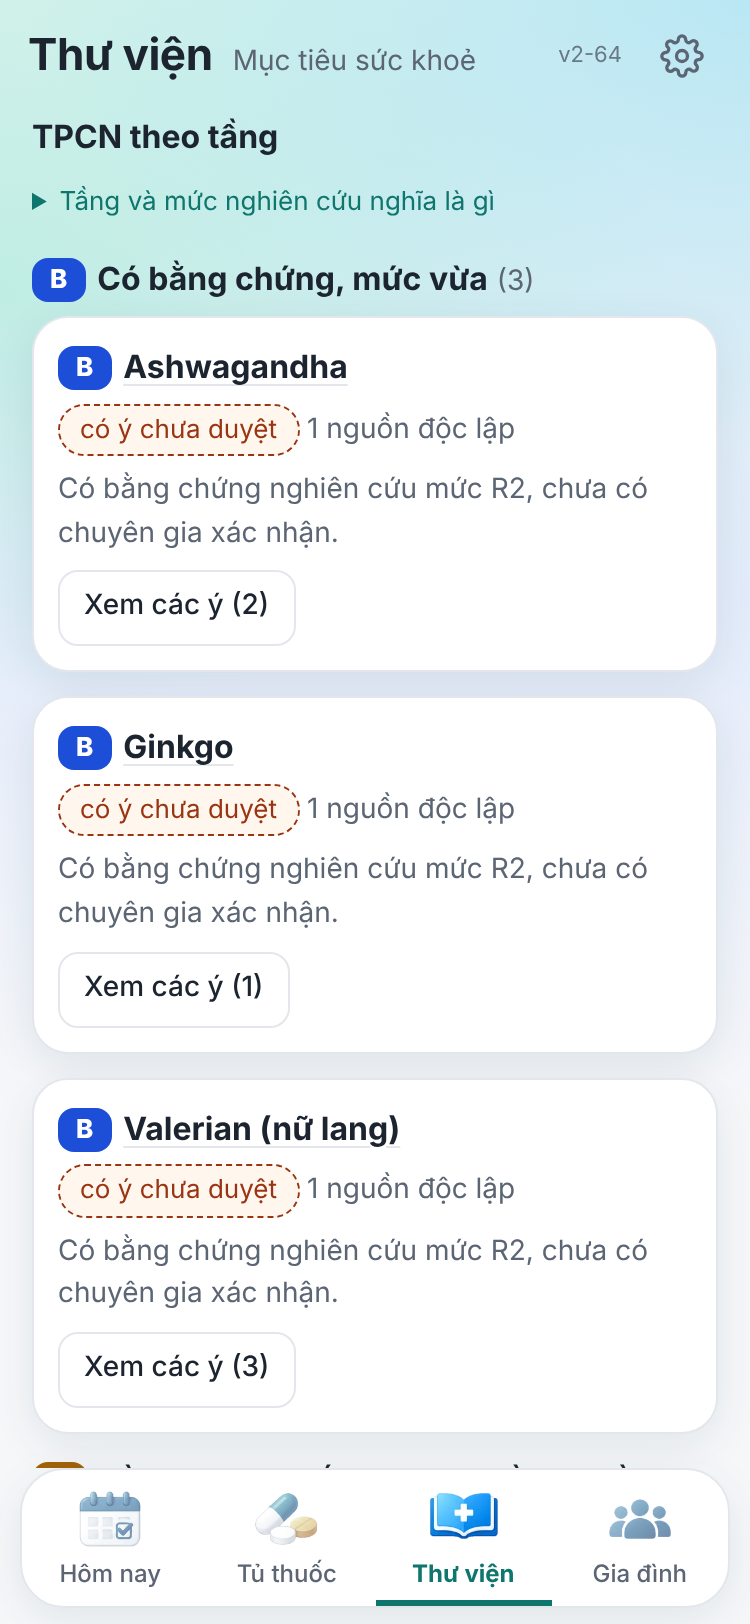 Thư viện Mục tiêu sức khoẻ v2-64
TPCN theo tầng
Tầng và mức nghiên cứu nghĩa là gì
B Có bằng chứng, mức vừa (3)
B Ashwagandha
có ý chưa duyệt 1 nguồn độc lập
Có bằng chứng nghiên cứu mức R2, chưa có
chuyên gia xác nhận.
Xem các ý (2)
B Ginkgo
có ý chưa duyệt 1 nguồn độc lập
Có bằng chứng nghiên cứu mức R2, chưa có
chuyên gia xác nhận.
Xem các ý (1)
B Valerian (nữ lang)
có ý chưa duyệt 1 nguồn độc lập
Có bằng chứng nghiên cứu mức R2, chưa có
chuyên gia xác nhận.
Xem các ý (3)
Hôm nay Tủ thuốc Thư viện Gia đình